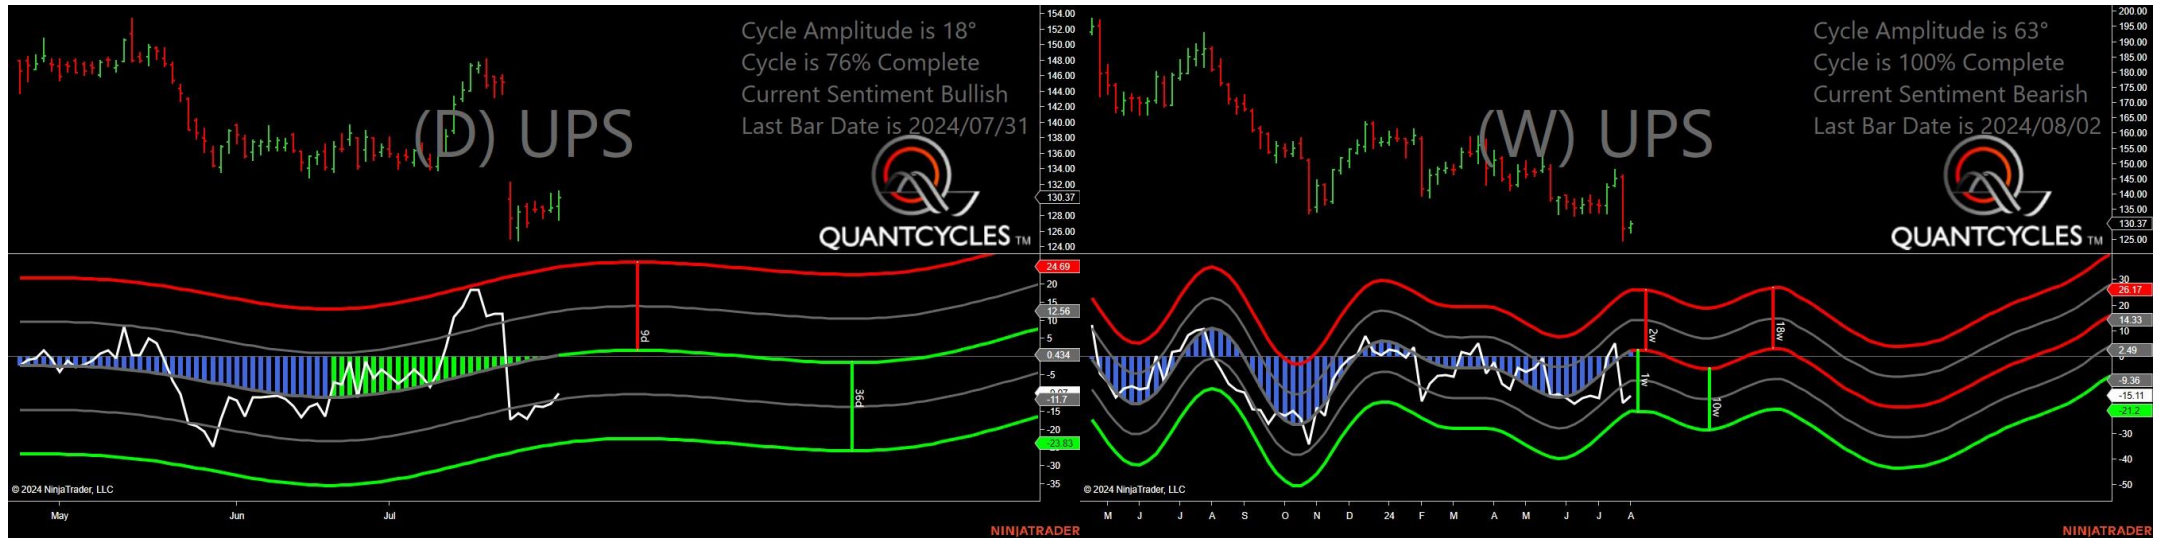 Cycle Amplitude is 18°
Cycle is 76% Complete
Current Sentiment Bullish
Last Bar Date is 2024/07/31
(D) UPS
QUANTCYCLES TM
154.00
152.00
150.00
148.00
146.00
144.00
142.00
140.00
138.00
136.00
134.00
132.00
130.37
128.00
126.00
124.00
24.69
20
15
12.56
10
5
0.434
-5
-11.7
-15
-20
-23.83
-30
-35
9d
36d
© 2024 NinjaTrader, LLC
May
Jun
Jul
NINJATRADER
Cycle Amplitude is 63°
Cycle is 100% Complete
Current Sentiment Bearish
Last Bar Date is 2024/08/02
(W) UPS
QUANTCYCLES TM
200.00
195.00
190.00
185.00
180.00
175.00
170.00
165.00
160.00
155.00
150.00
145.00
140.00
135.00
130.37
125.00
30
26.17
20
14.33
10
2.49
-9.36
-15.11
-21.2
-30
-40
-50
2w
1w
10w
18w
© 2024 NinjaTrader, LLC
M J J A S O N D 24 F M A M J J A
NINJATRADER